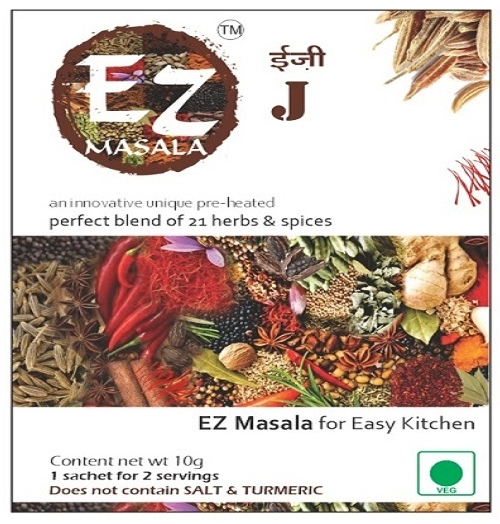 TM
EZ
MASALA
ईज़ी
J
an innovative unique pre-heated
perfect blend of 21 herbs & spices
EZ Masala for Easy Kitchen
Content net wt 10g
1 sachet for 2 servings
Does not contain SALT & TURMERIC
VEG